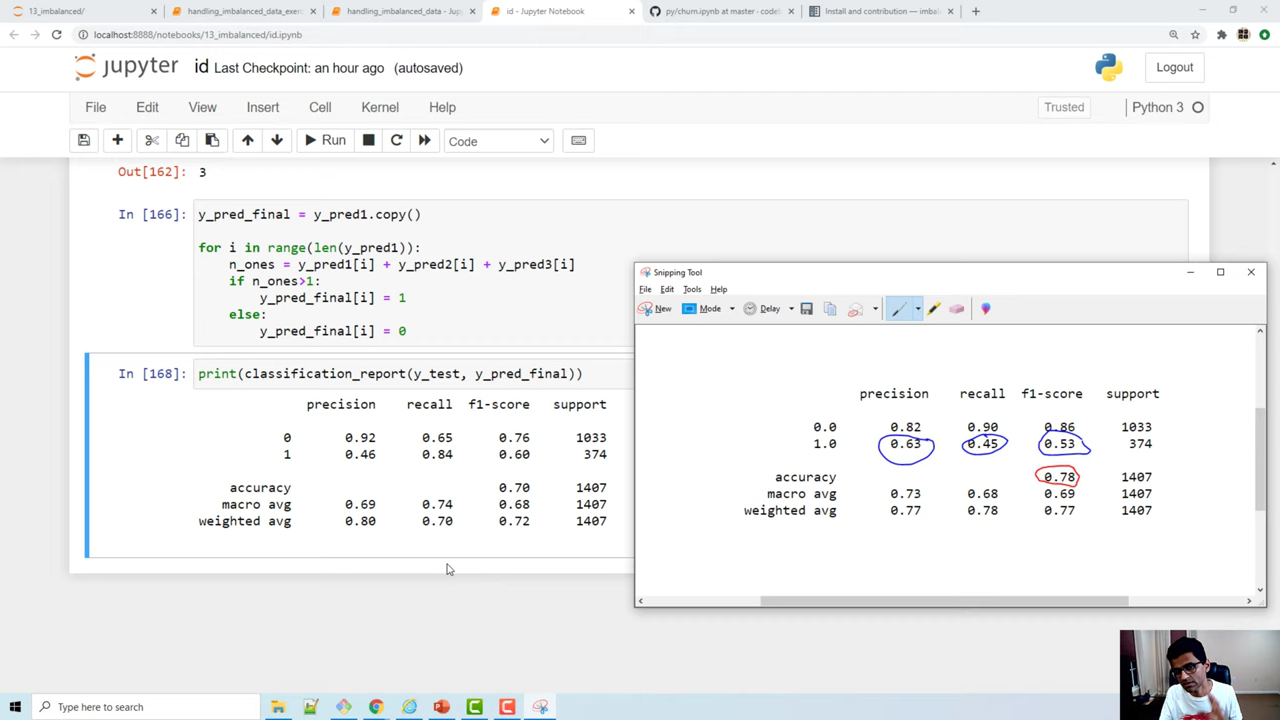 13_imbalanced/
handling_imbalanced_data_exerc
handling_imbalanced_data - Jup
id - Jupyter Notebook
py/churn.ipynb at master · codeb
Install and contribution — imbal
localhost:8888/notebooks/13_imbalanced/id.ipynb
jupyter id Last Checkpoint: an hour ago (autosaved)
Logout
File Edit View Insert Cell Kernel Help
Trusted
Python 3
Run
Code
Out[162]: 3
In [166]: y_pred_final = y_pred1.copy()
for i in range(len(y_pred1)):
n_ones = y_pred1[i] + y_pred2[i] + y_pred3[i]
if n_ones>1:
y_pred_final[i] = 1
else:
y_pred_final[i] = 0
In [168]: print(classification_report(y_test, y_pred_final))
precision recall f1-score support
0 0.92 0.65 0.76 1033
1 0.46 0.84 0.60 374
accuracy 0.70 1407
macro avg 0.69 0.74 0.68 1407
weighted avg 0.80 0.70 0.72 1407
Snipping Tool
File Edit Tools Help
New Mode Delay
precision recall f1-score support
0.0 0.82 0.90 0.86 1033
1.0 0.63 0.45 0.53 374
accuracy 0.78 1407
macro avg 0.73 0.68 0.69 1407
weighted avg 0.77 0.78 0.77 1407
Type here to search